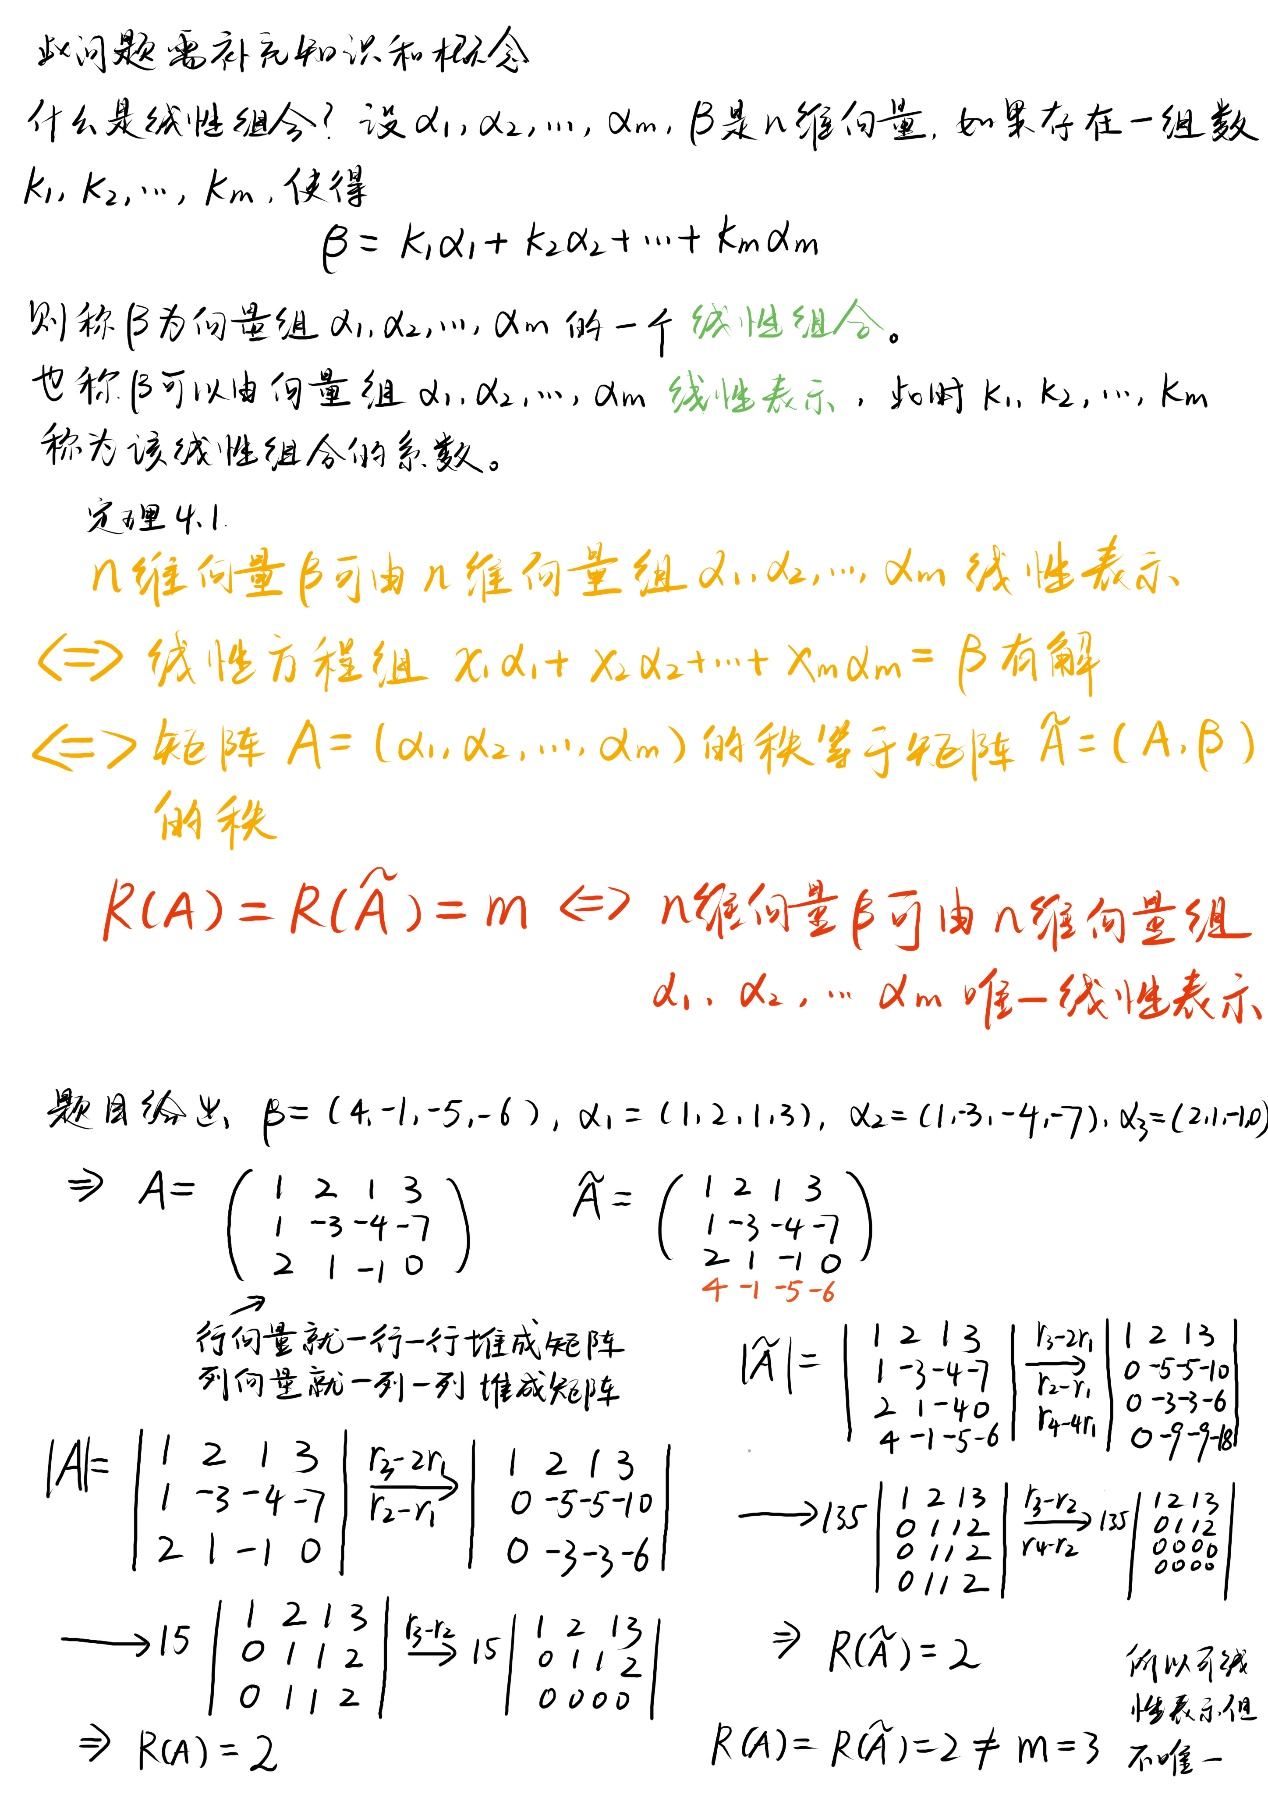 此问题需补充知识和概念
什么是线性组合？设α1,α2,…,αm,β是n维向量,如果存在一组数
k1,k2,…,km,使得
β=k1α1+k2α2+…+kmαm
则称β为向量组α1,α2,…,αm的一个线性组合。
也称β可以由向量组α1,α2,…,αm线性表示，此时k1,k2,…,km
称为该线性组合的系数。
定理4.1.
n维向量β可由n维向量组α1,α2,…,αm线性表示
<=>线性方程组 x1α1+x2α2+…+xmαm=β有解
<=>矩阵 A=(α1,α2,…,αm)的秩等于矩阵 Ã=(A,β)
的秩
R(A)=R(Ã)=m <=> n维向量β可由n维向量组
α1、α2,…αm唯一线性表示
题目给出 β=(4,-1,-5,-6), α1=(1,2,1,3), α2=(1,-3,-4,-7), α3=(2,1,-1,0)
⇒ A= Ã=
1 2 1 3
1 -3 -4 -7
2 1 -1 0
1 2 1 3
1 -3 -4 -7
2 1 -1 0
4 -1 -5 -6
行向量就一行一行堆成矩阵
列向量就一列一列堆成矩阵
|Ã|=
1 2 1 3
1 -3 -4 -7
2 1 -4 0
4 -1 -5 -6
r3-2r1
r2-r1
r4-4r1
1 2 1 3
0 -5 -5 -10
0 -3 -3 -6
0 -9 -9 -18
→135
1 2 1 3
0 1 1 2
0 1 1 2
0 1 1 2
r3-r2
r4-r2
135
1 2 1 3
0 1 1 2
0 0 0 0
0 0 0 0
⇒ R(Ã)=2
|A|=
1 2 1 3
1 -3 -4 -7
2 1 -1 0
r3-2r1
r2-r1
1 2 1 3
0 -5 -5 -10
0 -3 -3 -6
→15
1 2 1 3
0 1 1 2
0 1 1 2
r3-r2
15
1 2 1 3
0 1 1 2
0 0 0 0
⇒ R(A)=2
R(A)=R(Ã)=2≠m=3
所以可线
性表示但
不唯一